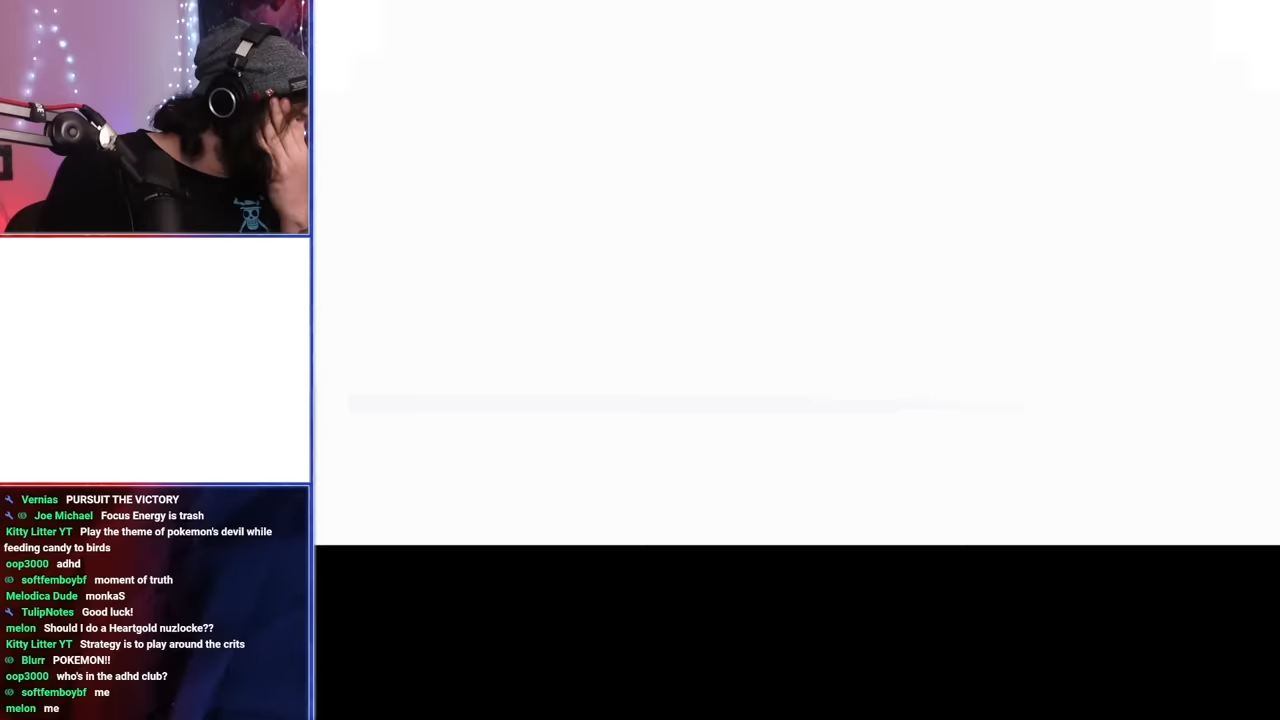 Vernias PURSUIT THE VICTORY
Joe Michael Focus Energy is trash
Kitty Litter YT Play the theme of pokemon's devil while
feeding candy to birds
oop3000 adhd
softfemboybf moment of truth
Melodica Dude monkaS
TulipNotes Good luck!
melon Should I do a Heartgold nuzlocke??
Kitty Litter YT Strategy is to play around the crits
Blurr POKEMON!!
oop3000 who's in the adhd club?
softfemboybf me
melon me